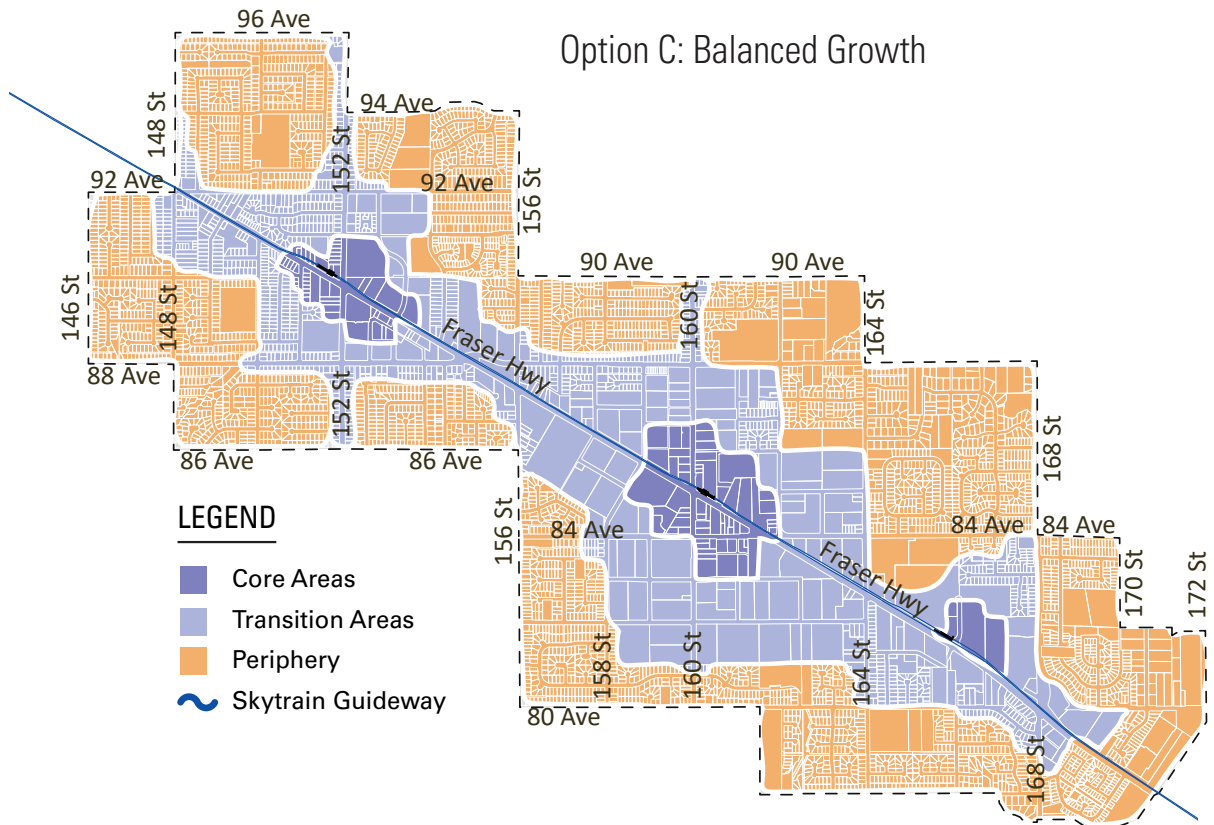 96 Ave
Option C: Balanced Growth
94 Ave
148 St
152 St
92 Ave
92 Ave
156 St
90 Ave
90 Ave
146 St
148 St
160 St
164 St
Fraser Hwy
88 Ave
152 St
86 Ave
86 Ave
168 St
LEGEND
156 St
84 Ave
84 Ave
84 Ave
Fraser Hwy
170 St
172 St
Core Areas
Transition Areas
Periphery
158 St
160 St
164 St
Skytrain Guideway
80 Ave
168 St